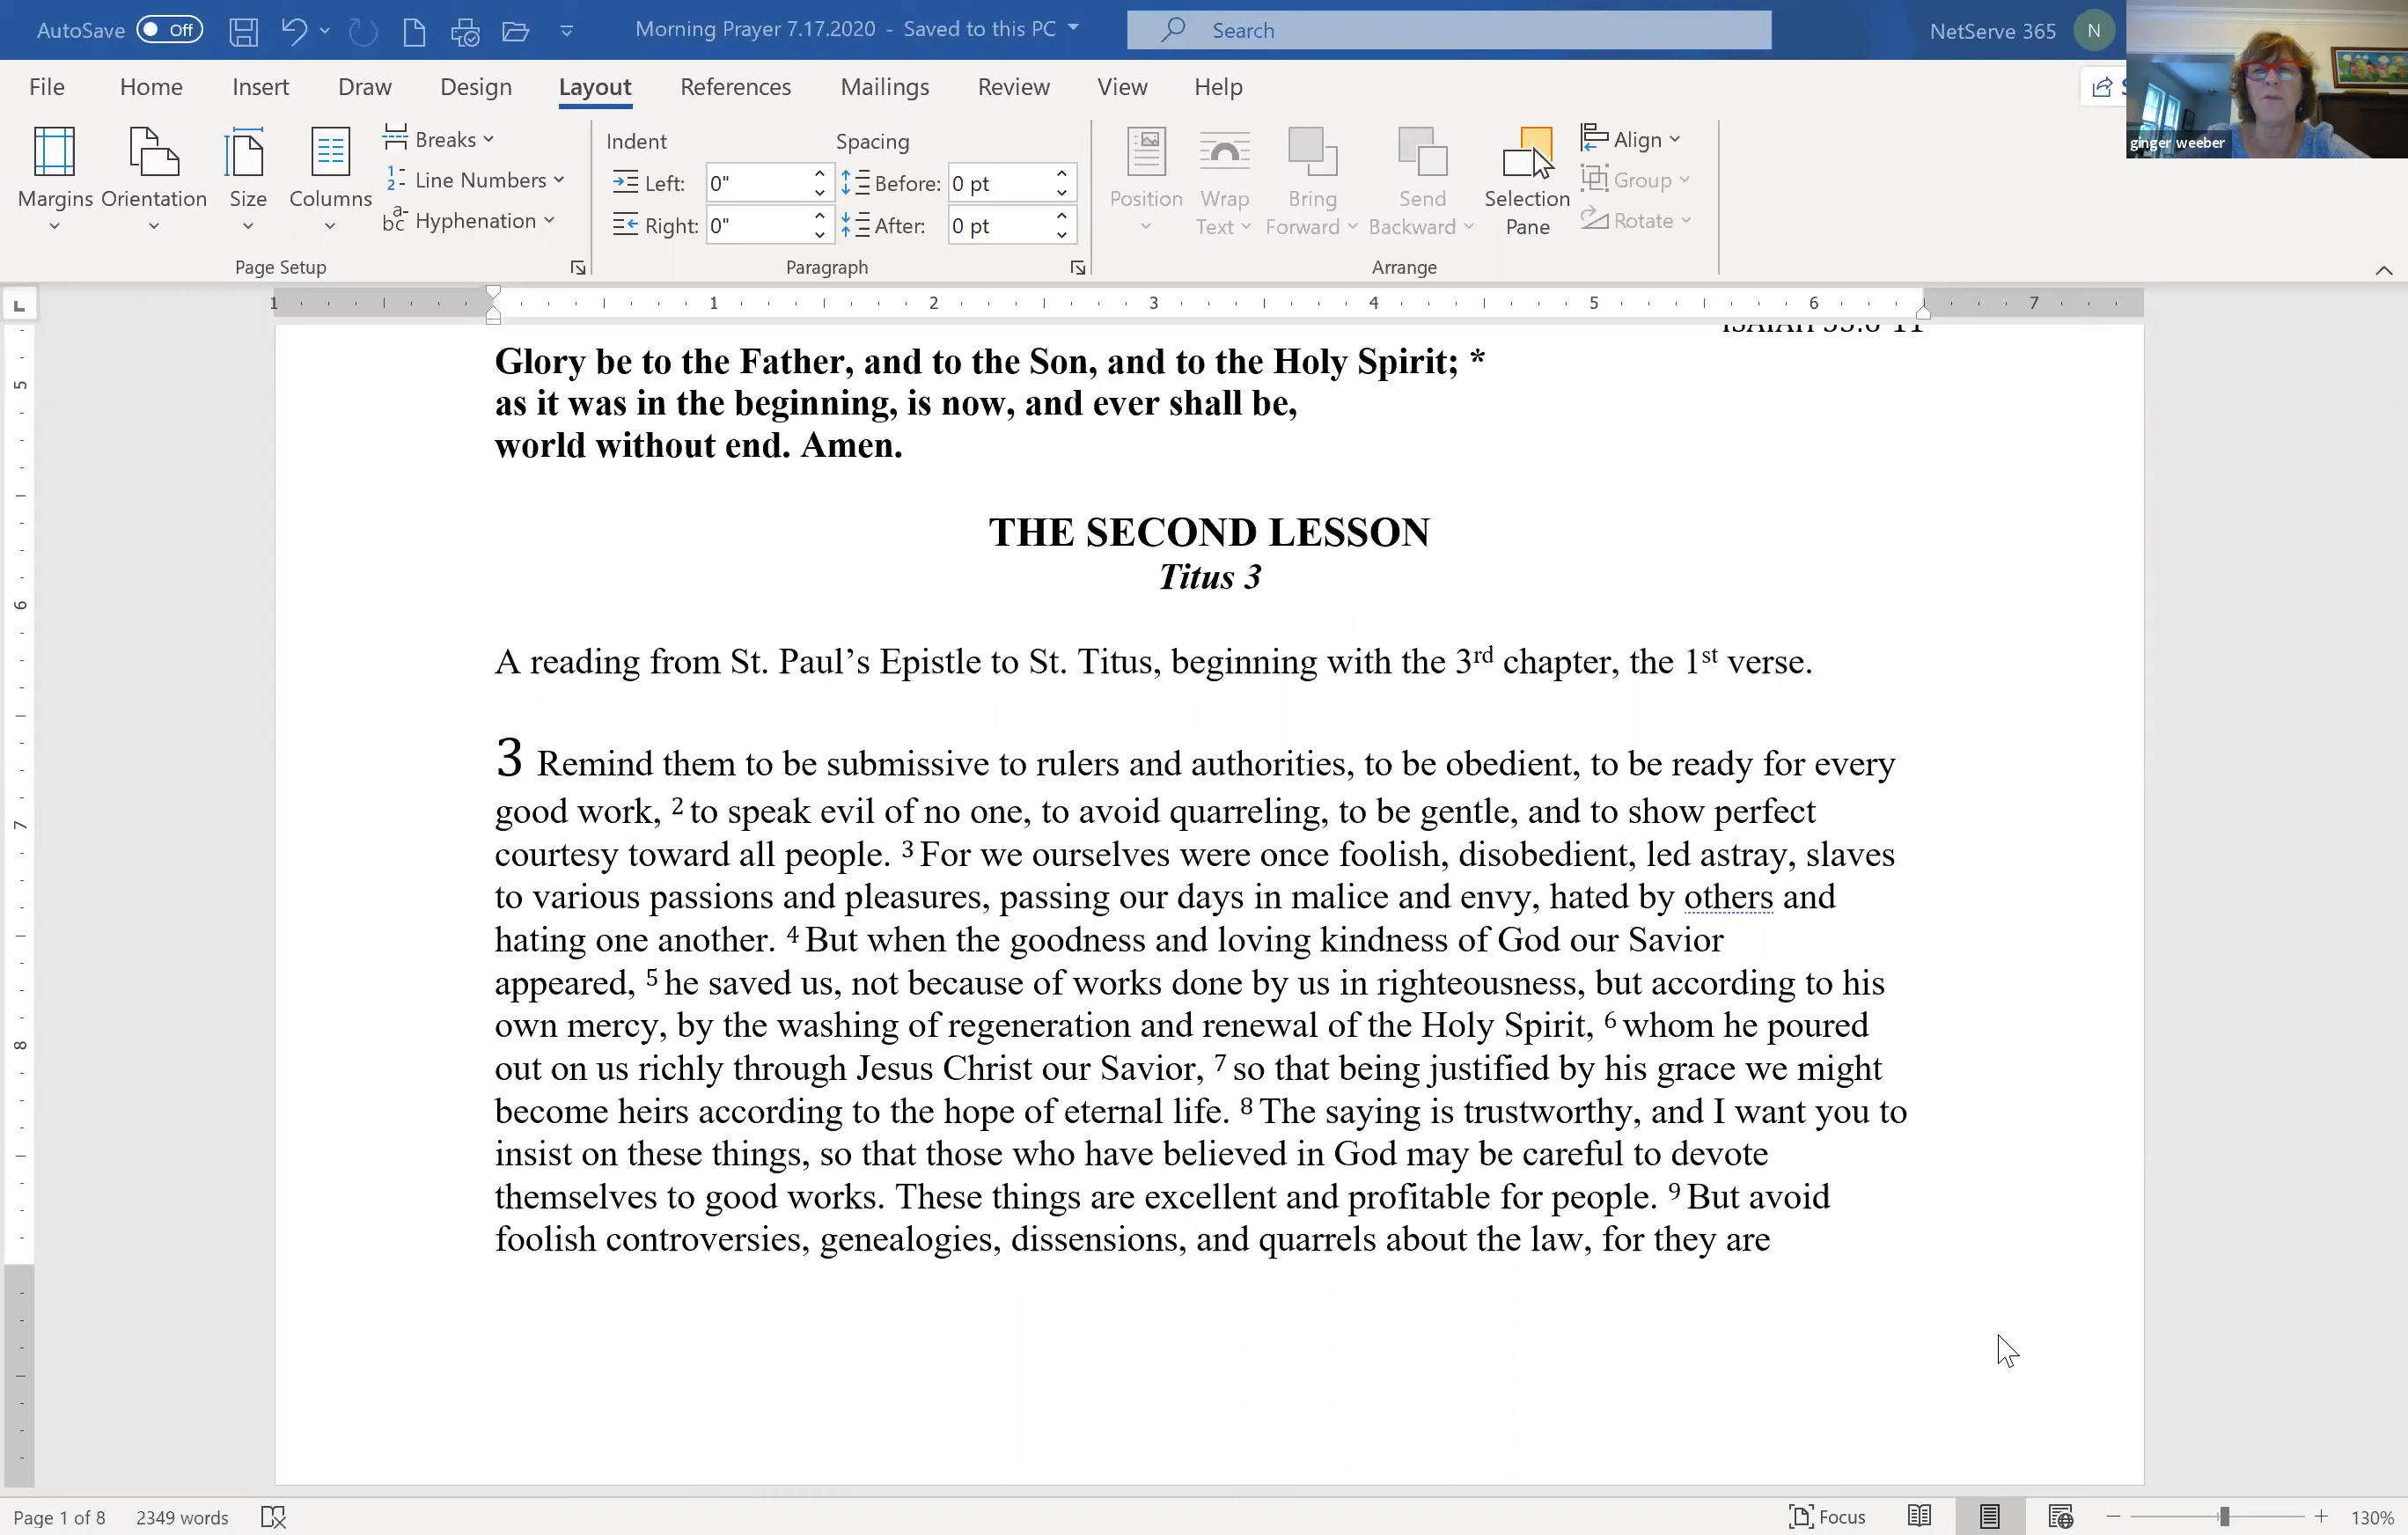 AutoSave Off Morning Prayer 7.17.2020 - Saved to this PC Search NetServe 365 N
File Home Insert Draw Design Layout References Mailings Review View Help
ginger weeber
Margins Orientation Size Columns
Breaks
Line Numbers
Hyphenation
Page Setup
Indent Spacing
Left: 0" Before: 0 pt
Right: 0" After: 0 pt
Paragraph
Position Wrap Text Bring Forward Send Backward Selection Pane
Align
Group
Rotate
Arrange
1 1 2 3 4 5 6 7
Glory be to the Father, and to the Son, and to the Holy Spirit; *
as it was in the beginning, is now, and ever shall be,
world without end. Amen.
THE SECOND LESSON
Titus 3
A reading from St. Paul’s Epistle to St. Titus, beginning with the 3rd chapter, the 1st verse.
3 Remind them to be submissive to rulers and authorities, to be obedient, to be ready for every
good work, 2 to speak evil of no one, to avoid quarreling, to be gentle, and to show perfect
courtesy toward all people. 3 For we ourselves were once foolish, disobedient, led astray, slaves
to various passions and pleasures, passing our days in malice and envy, hated by others and
hating one another. 4 But when the goodness and loving kindness of God our Savior
appeared, 5 he saved us, not because of works done by us in righteousness, but according to his
own mercy, by the washing of regeneration and renewal of the Holy Spirit, 6 whom he poured
out on us richly through Jesus Christ our Savior, 7 so that being justified by his grace we might
become heirs according to the hope of eternal life. 8 The saying is trustworthy, and I want you to
insist on these things, so that those who have believed in God may be careful to devote
themselves to good works. These things are excellent and profitable for people. 9 But avoid
foolish controversies, genealogies, dissensions, and quarrels about the law, for they are
5
6
7
8
Page 1 of 8 2349 words Focus 130%